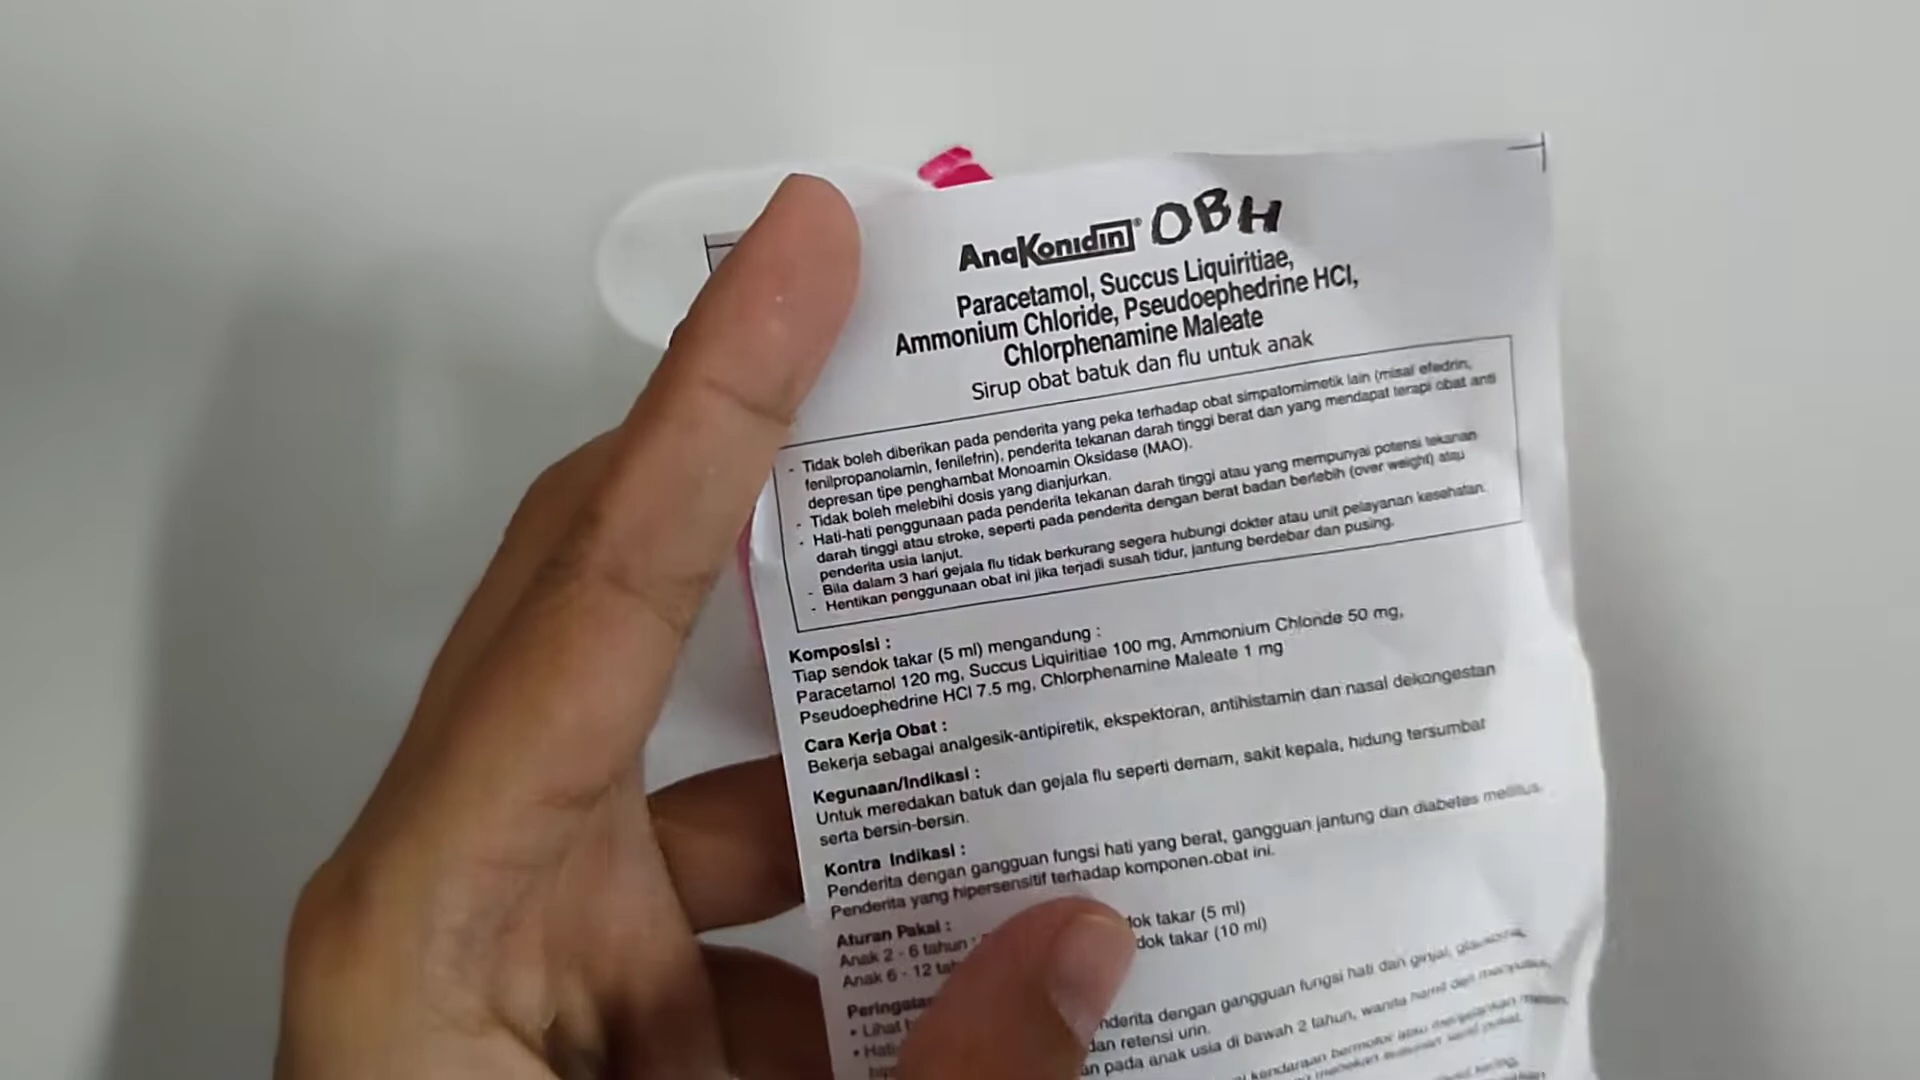 AnaKonidin® OBH
Paracetamol, Succus Liquiritiae,
Ammonium Chloride, Pseudoephedrine HCl,
Chlorphenamine Maleate
Sirup obat batuk dan flu untuk anak
- Tidak boleh diberikan pada penderita yang peka terhadap obat simpatomimetik lain (misal efedrin,
fenilpropanolamin, fenilefrin), penderita tekanan darah tinggi berat dan yang mendapat terapi obat anti
depresan tipe penghambat Monoamin Oksidase (MAO).
- Tidak boleh melebihi dosis yang dianjurkan.
- Hati-hati penggunaan pada penderita tekanan darah tinggi atau yang mempunyai potensi tekanan
darah tinggi atau stroke, seperti pada penderita dengan berat badan berlebih (over weight) atau
penderita usia lanjut.
- Bila dalam 3 hari gejala flu tidak berkurang segera hubungi dokter atau unit pelayanan kesehatan.
- Hentikan penggunaan obat ini jika terjadi susah tidur, jantung berdebar dan pusing.
Komposisi :
Tiap sendok takar (5 ml) mengandung :
Paracetamol 120 mg, Succus Liquiritiae 100 mg, Ammonium Chloride 50 mg,
Pseudoephedrine HCl 7.5 mg, Chlorphenamine Maleate 1 mg
Cara Kerja Obat :
Bekerja sebagai analgesik-antipiretik, ekspektoran, antihistamin dan nasal dekongestan
Kegunaan/Indikasi :
Untuk meredakan batuk dan gejala flu seperti demam, sakit kepala, hidung tersumbat
serta bersin-bersin.
Kontra Indikasi :
Penderita dengan gangguan fungsi hati yang berat, gangguan jantung dan diabetes mellitus.
Penderita yang hipersensitif terhadap komponen obat ini.
Aturan Pakai :
Anak 2 - 6 tahun : takar (5 ml)
Anak 6 - 12 takar (10 ml)
dengan gangguan fungsi hati dan ginjal, glaukoma,
dan retensi urin.
pada anak usia di bawah 2 tahun, wanita hamil dan menyusui,
kendaraan bermotor atau menjalankan mesin.